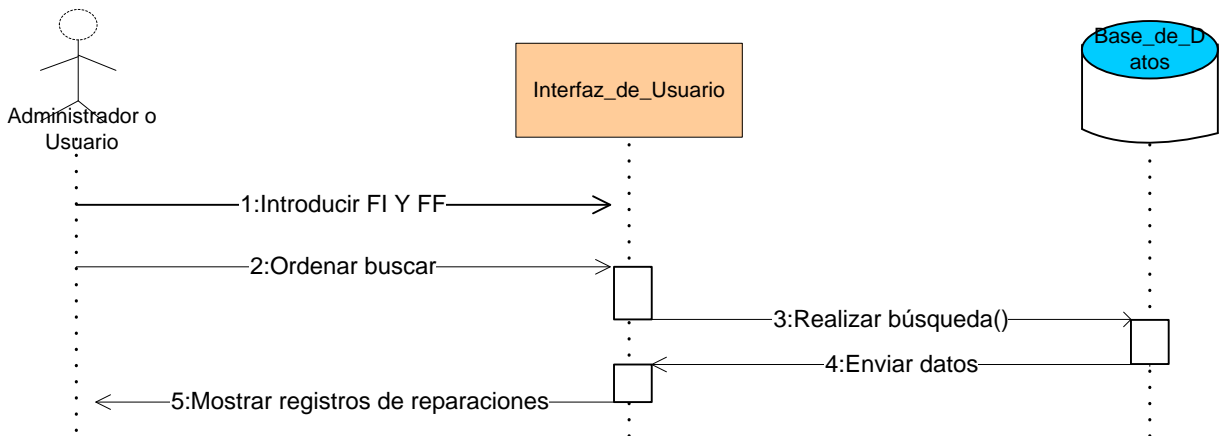 Administrador o
Usuario
Interfaz_de_Usuario
Base_de_D
atos
1:Introducir FI Y FF
2:Ordenar buscar
3:Realizar búsqueda()
4:Enviar datos
5:Mostrar registros de reparaciones